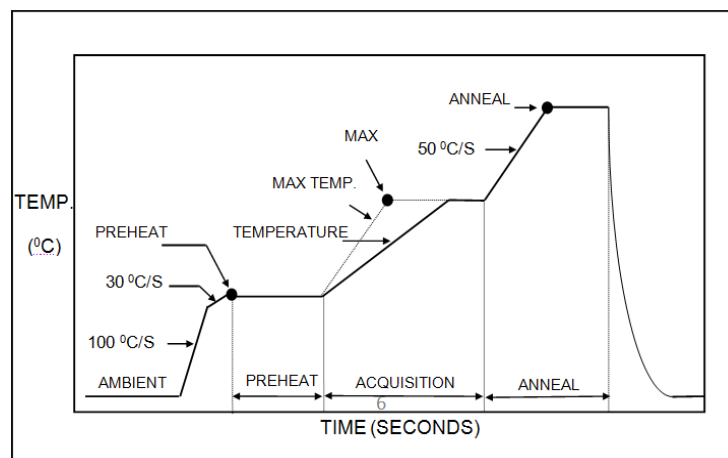 ANNEAL
MAX
50 ⁰C/S
MAX TEMP.
TEMP.
(⁰C)
PREHEAT
TEMPERATURE
30 ⁰C/S
100 ⁰C/S
AMBIENT
PREHEAT
ACQUISITION
ANNEAL
6
TIME (SECONDS)